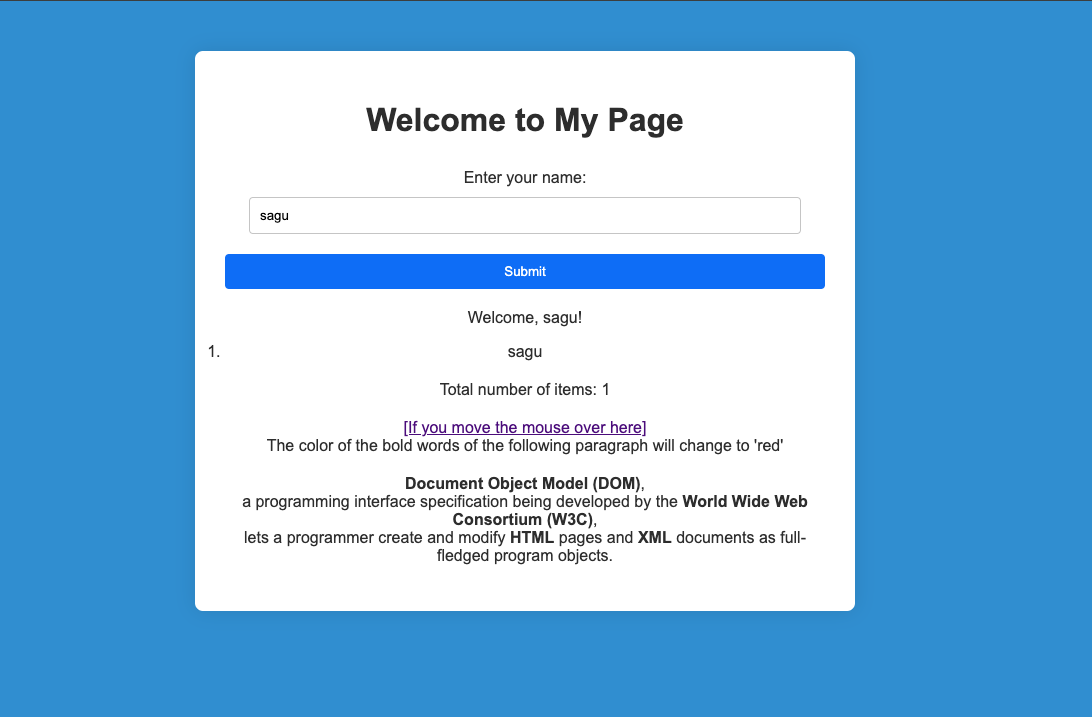 Welcome to My Page
Enter your name:
sagu
Submit
Welcome, sagu!
1. sagu
Total number of items: 1
[If you move the mouse over here]
The color of the bold words of the following paragraph will change to 'red'
Document Object Model (DOM),
a programming interface specification being developed by the World Wide Web
Consortium (W3C),
lets a programmer create and modify HTML pages and XML documents as full-
fledged program objects.